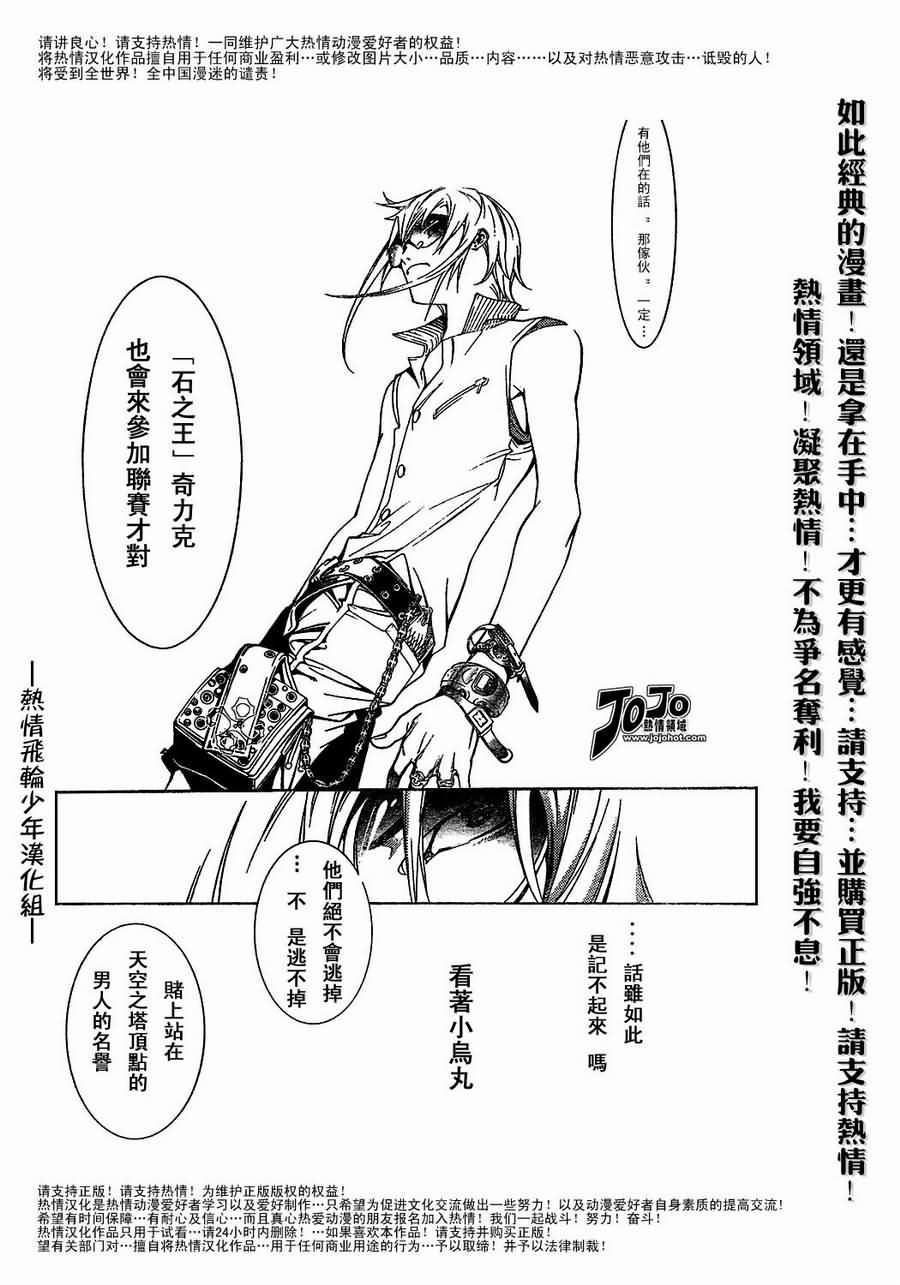 请讲良心！请支持热情！一同维护广大热情动漫爱好者的权益！
将热情汉化作品擅自用于任何商业盈利…或修改图片大小…品质…内容……以及对热情恶意攻击…诋毁的人！
将受到全世界！全中国漫迷的谴责！
如此經典的漫畫！還是拿在手中…才更有感覺…請支持…並購買正版！請支持熱情！
熱情領域！凝聚熱情！不為爭名奪利！我要自強不息！
有他們在的話〝那傢伙〞一定…
「石之王」奇力克
也會來參加聯賽才對
JOJO
熱情領域
www.jojohot.com
—熱情飛輪少年漢化組—
‥‥話雖如此
是記不起來 嗎
看著小烏丸
他們絕不會逃掉
… 不 是逃不掉
賭上站在
天空之塔頂點的
男人的名譽
请支持正版！请支持热情！为维护正版版权的权益！
热情汉化是热情动漫爱好者学习以及爱好制作…只希望为促进文化交流做出一些努力！以及动漫爱好者自身素质的提高交流！
希望有时间保障…有耐心及信心…而且真心热爱动漫的朋友报名加入热情！我们一起战斗！努力！奋斗！
热情汉化作品只用于试看…请24小时内删除！…如果喜欢本作品！请支持并购买正版！
望有关部门对…擅自将热情汉化作品…用于任何商业用途的行为…予以取缔！并予以法律制裁！